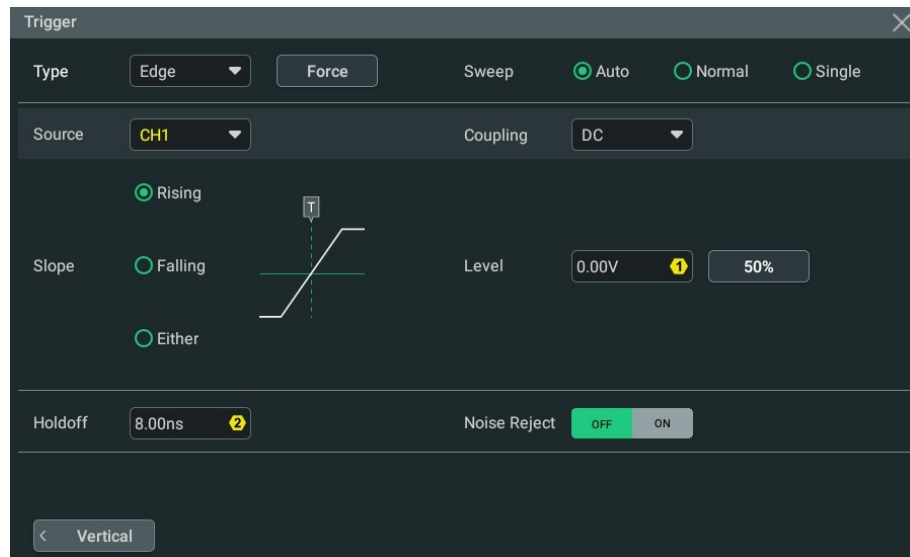 Trigger
Type Edge Force Sweep Auto Normal Single
Source CH1 Coupling DC
Rising
T
Slope Falling Level 0.00V 1 50%
Either
Holdoff 8.00ns 2 Noise Reject OFF ON
< Vertical